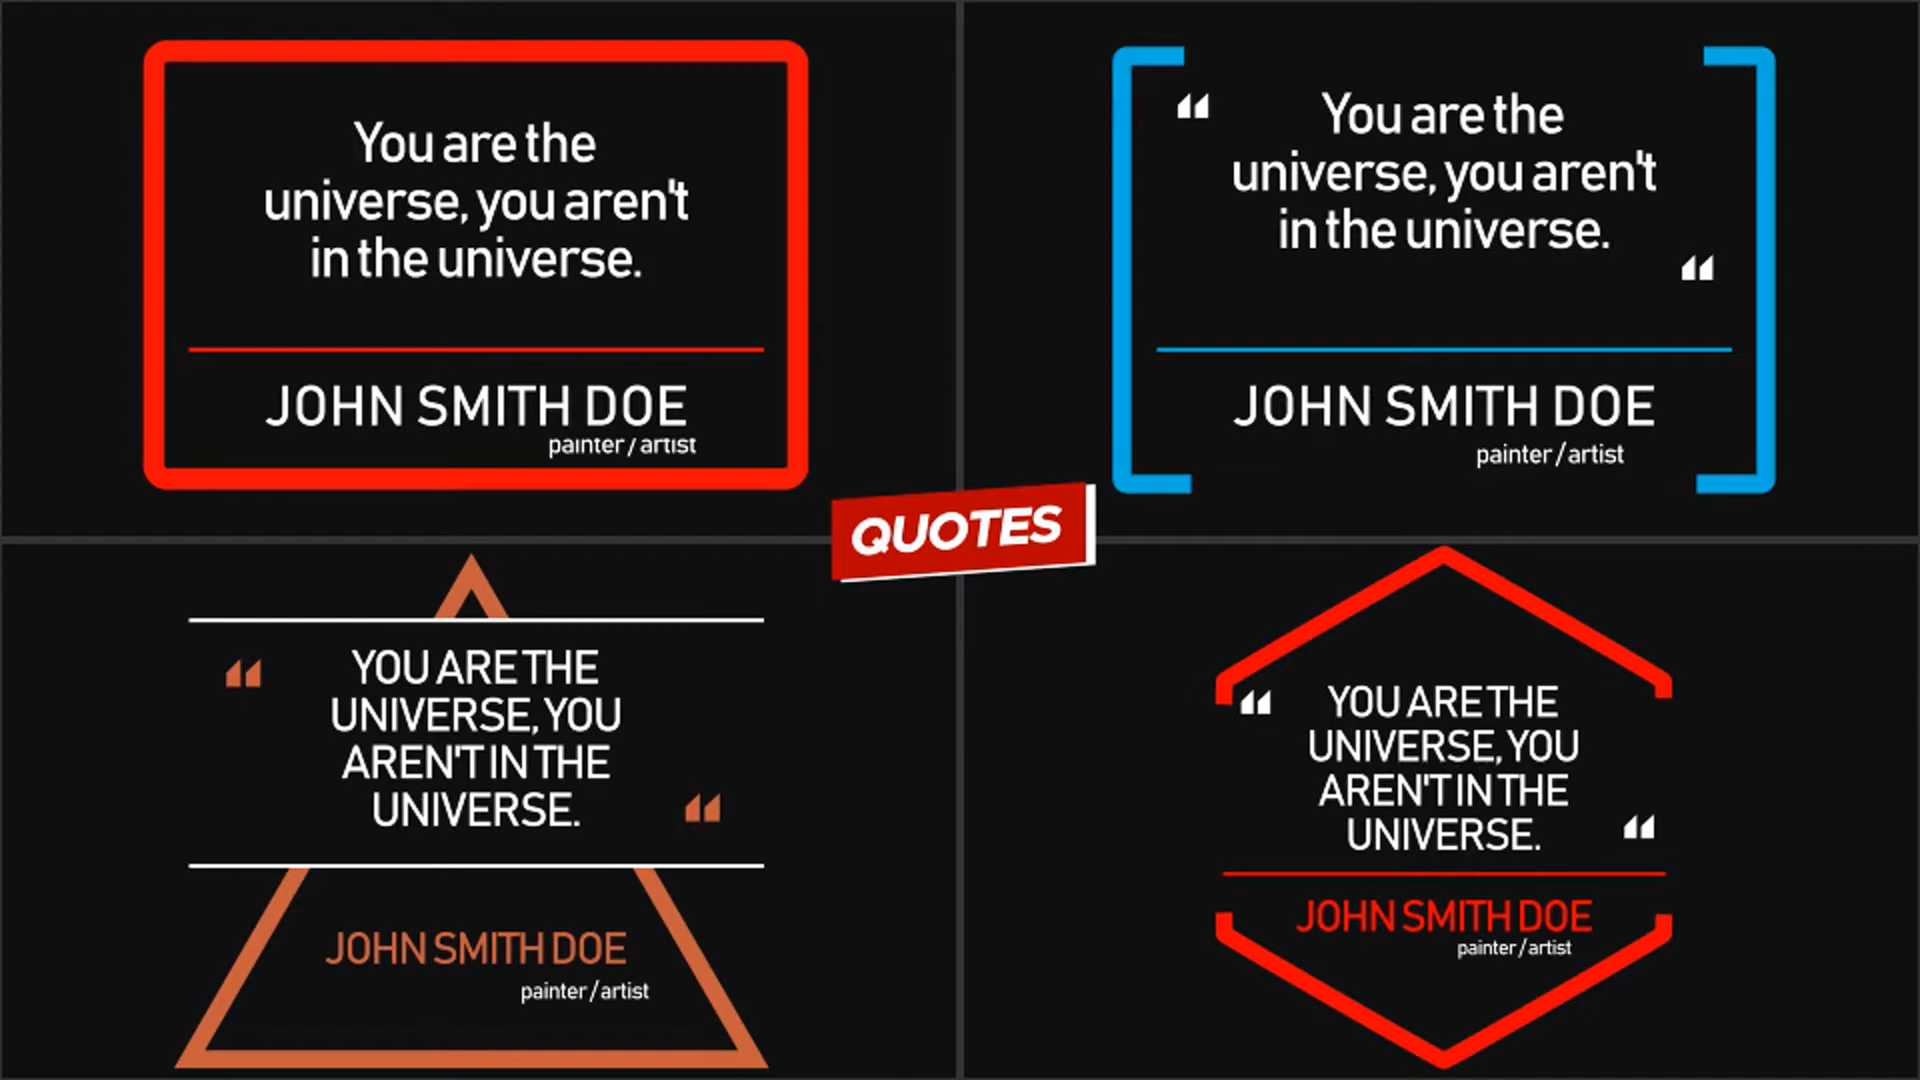 You are the
universe, you aren't
in the universe.
JOHN SMITH DOE
painter/artist
“
You are the
universe, you aren't
in the universe.
“
JOHN SMITH DOE
painter/artist
QUOTES
“
YOU ARE THE
UNIVERSE, YOU
AREN'T IN THE
UNIVERSE.
“
JOHN SMITH DOE
painter/artist
“
YOU ARE THE
UNIVERSE, YOU
AREN'T IN THE
UNIVERSE.
“
JOHN SMITH DOE
painter/artist